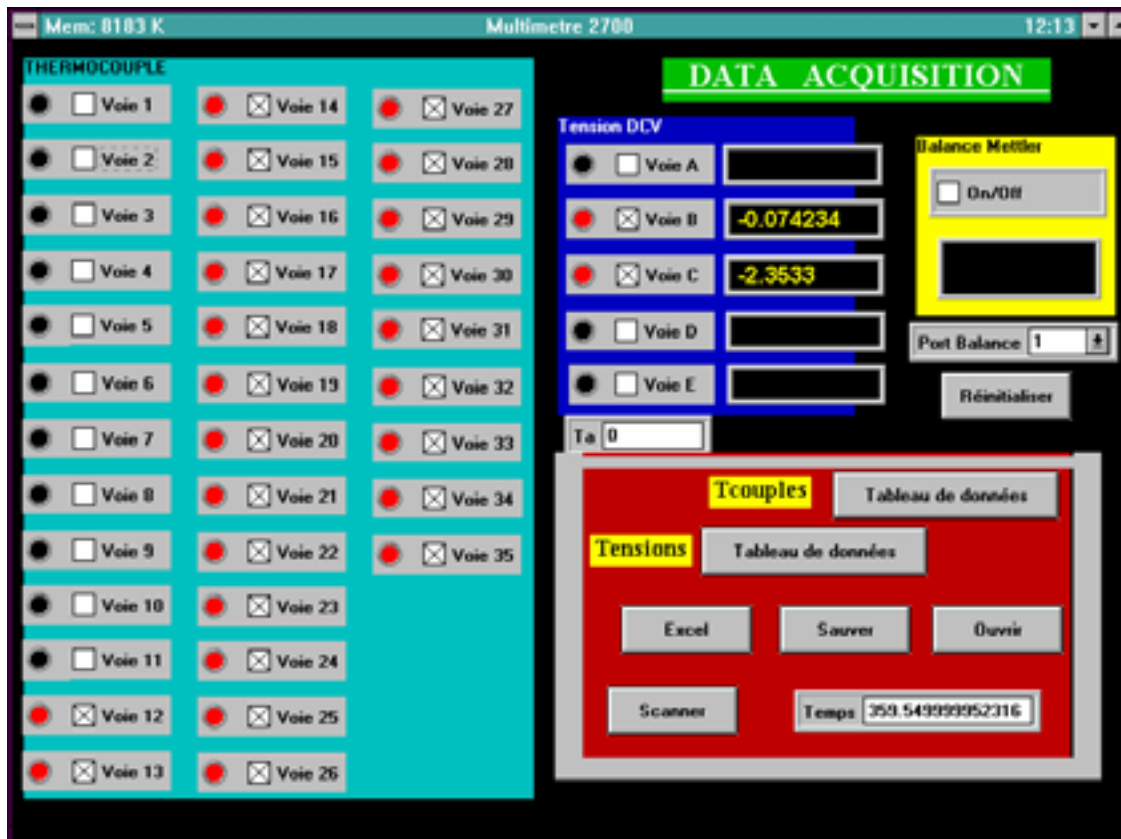 Mem: 8183 K
Multimetre 2700
12:13
THERMOCOUPLE
Voie 1
Voie 2
Voie 3
Voie 4
Voie 5
Voie 6
Voie 7
Voie 8
Voie 9
Voie 10
Voie 11
Voie 12
Voie 13
Voie 14
Voie 15
Voie 16
Voie 17
Voie 18
Voie 19
Voie 20
Voie 21
Voie 22
Voie 23
Voie 24
Voie 25
Voie 26
Voie 27
Voie 28
Voie 29
Voie 30
Voie 31
Voie 32
Voie 33
Voie 34
Voie 35
DATA ACQUISITION
Tension DCV
Voie A
Voie B -0.074234
Voie C -2.3533
Voie D
Voie E
Ta 0
Balance Mettler
On/Off
Port Balance 1
Réinitialiser
Tcouples Tableau de données
Tensions Tableau de données
Excel Sauver Ouvrir
Scanner Temps 359.549999952316